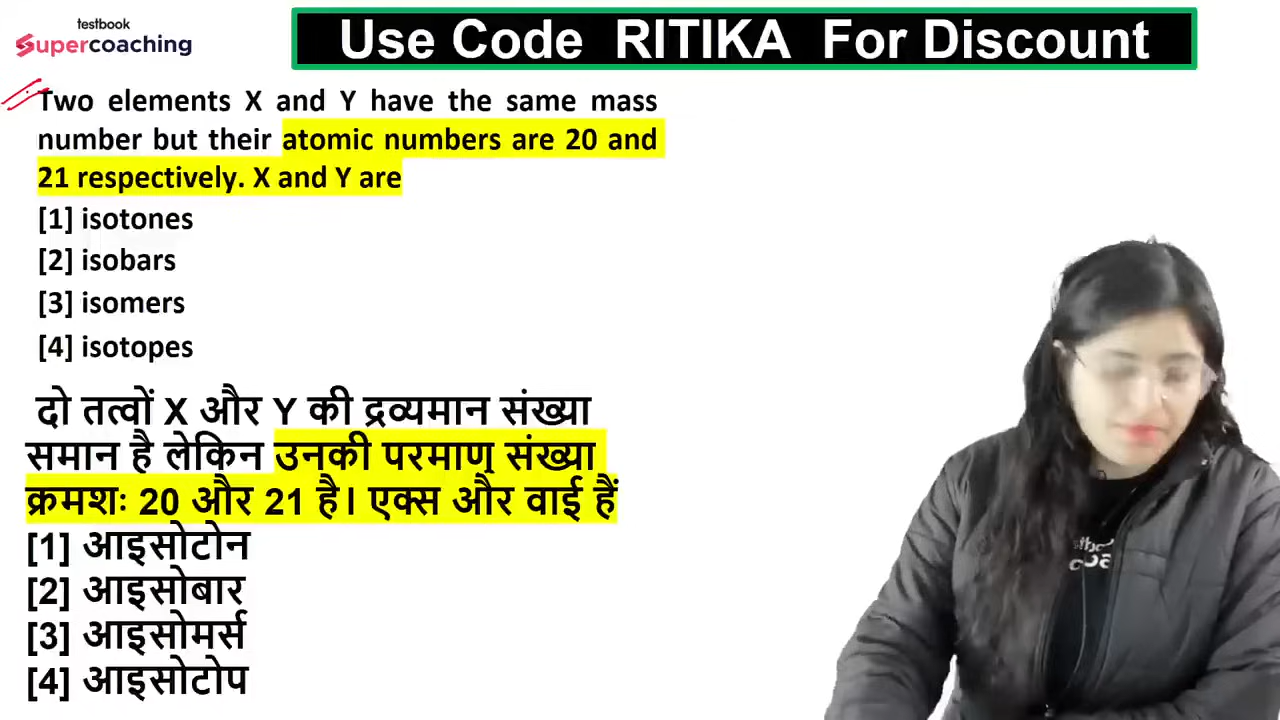 testbook
Supercoaching
Use Code RITIKA For Discount
Two elements X and Y have the same mass
number but their atomic numbers are 20 and
21 respectively. X and Y are
[1] isotones
[2] isobars
[3] isomers
[4] isotopes
दो तत्वों X और Y की द्रव्यमान संख्या
समान है लेकिन उनकी परमाणु संख्या
क्रमशः 20 और 21 है। एक्स और वाई हैं
[1] आइसोटोन
[2] आइसोबार
[3] आइसोमर्स
[4] आइसोटोप